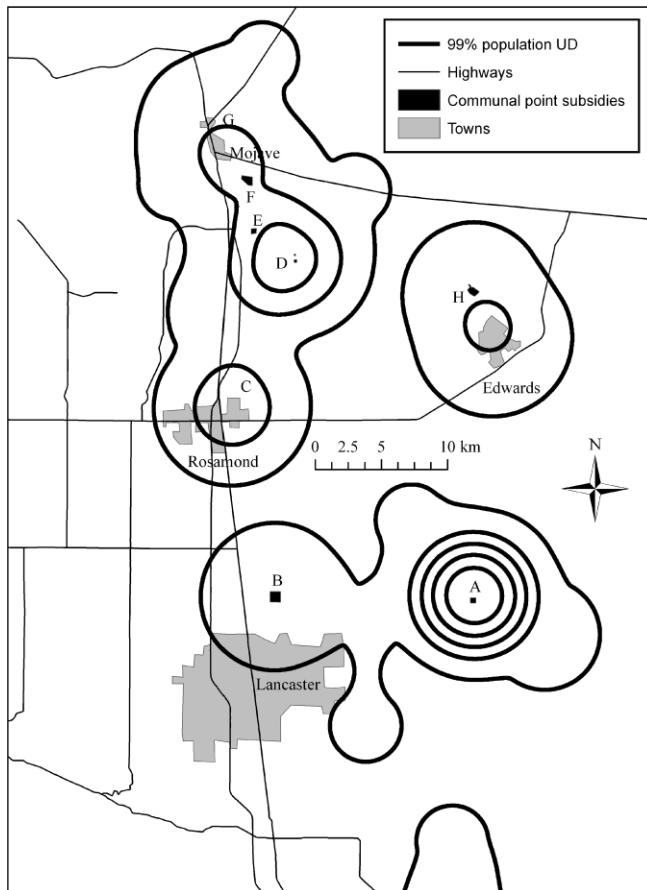 99% population UD
Highways
Communal point subsidies
Towns
G
Mojave
F
E
D
H
C
Edwards
Rosamond
0 2.5 5 10 km
N
B
A
Lancaster